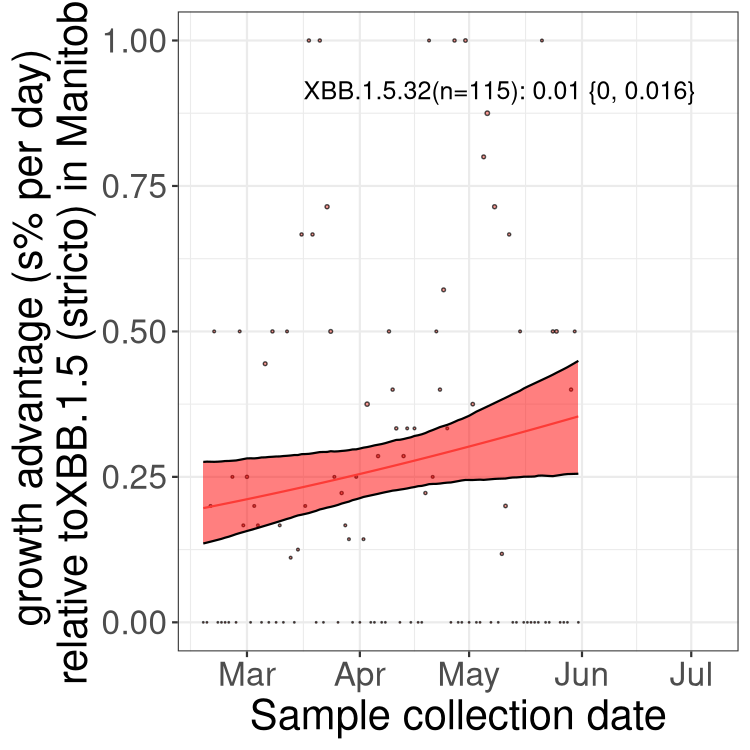 growth advantage (s% per day)
relative toXBB.1.5 (stricto) in Manitob
1.00
0.75
0.50
0.25
0.00
XBB.1.5.32(n=115): 0.01 {0, 0.016}
Mar Apr May Jun Jul
Sample collection date